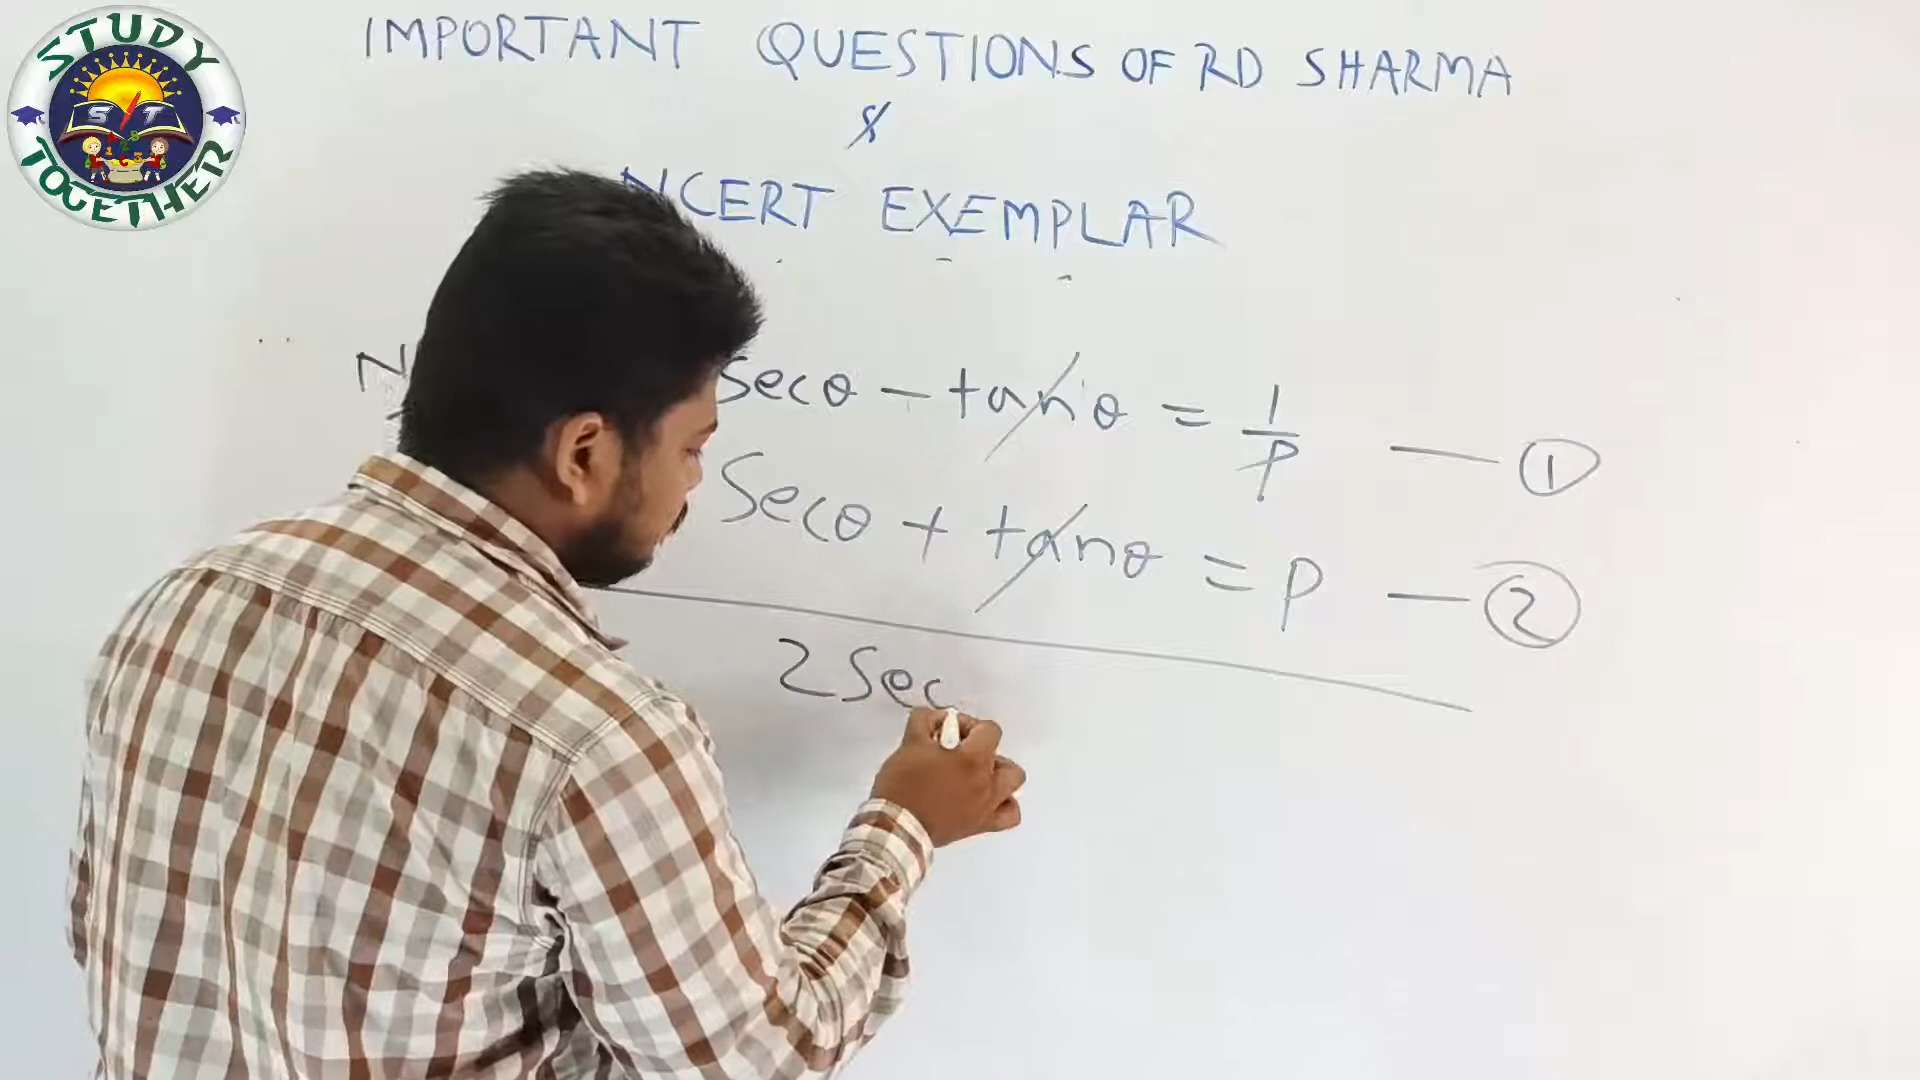 STUDY
S T
TOGETHER
IMPORTANT QUESTIONS OF RD SHARMA
&
NCERT EXEMPLAR
secθ - tanθ = 1/P — ①
Secθ + tanθ = P — ②
2Sec